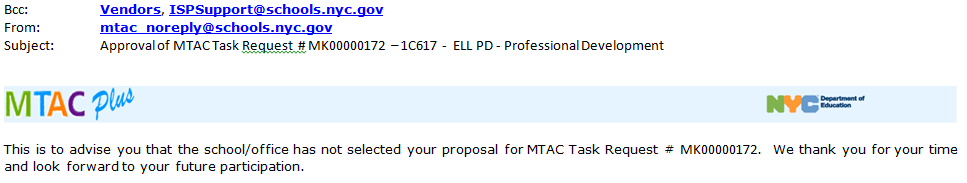 Bcc: Vendors, ISPSupport@schools.nyc.gov
From: mtac_noreply@schools.nyc.gov
Subject: Approval of MTAC Task Request # MK00000172 – 1C617 - ELL PD - Professional Development
MTAC Plus NYC Department of Education
This is to advise you that the school/office has not selected your proposal for MTAC Task Request # MK00000172. We thank you for your time
and look forward to your future participation.